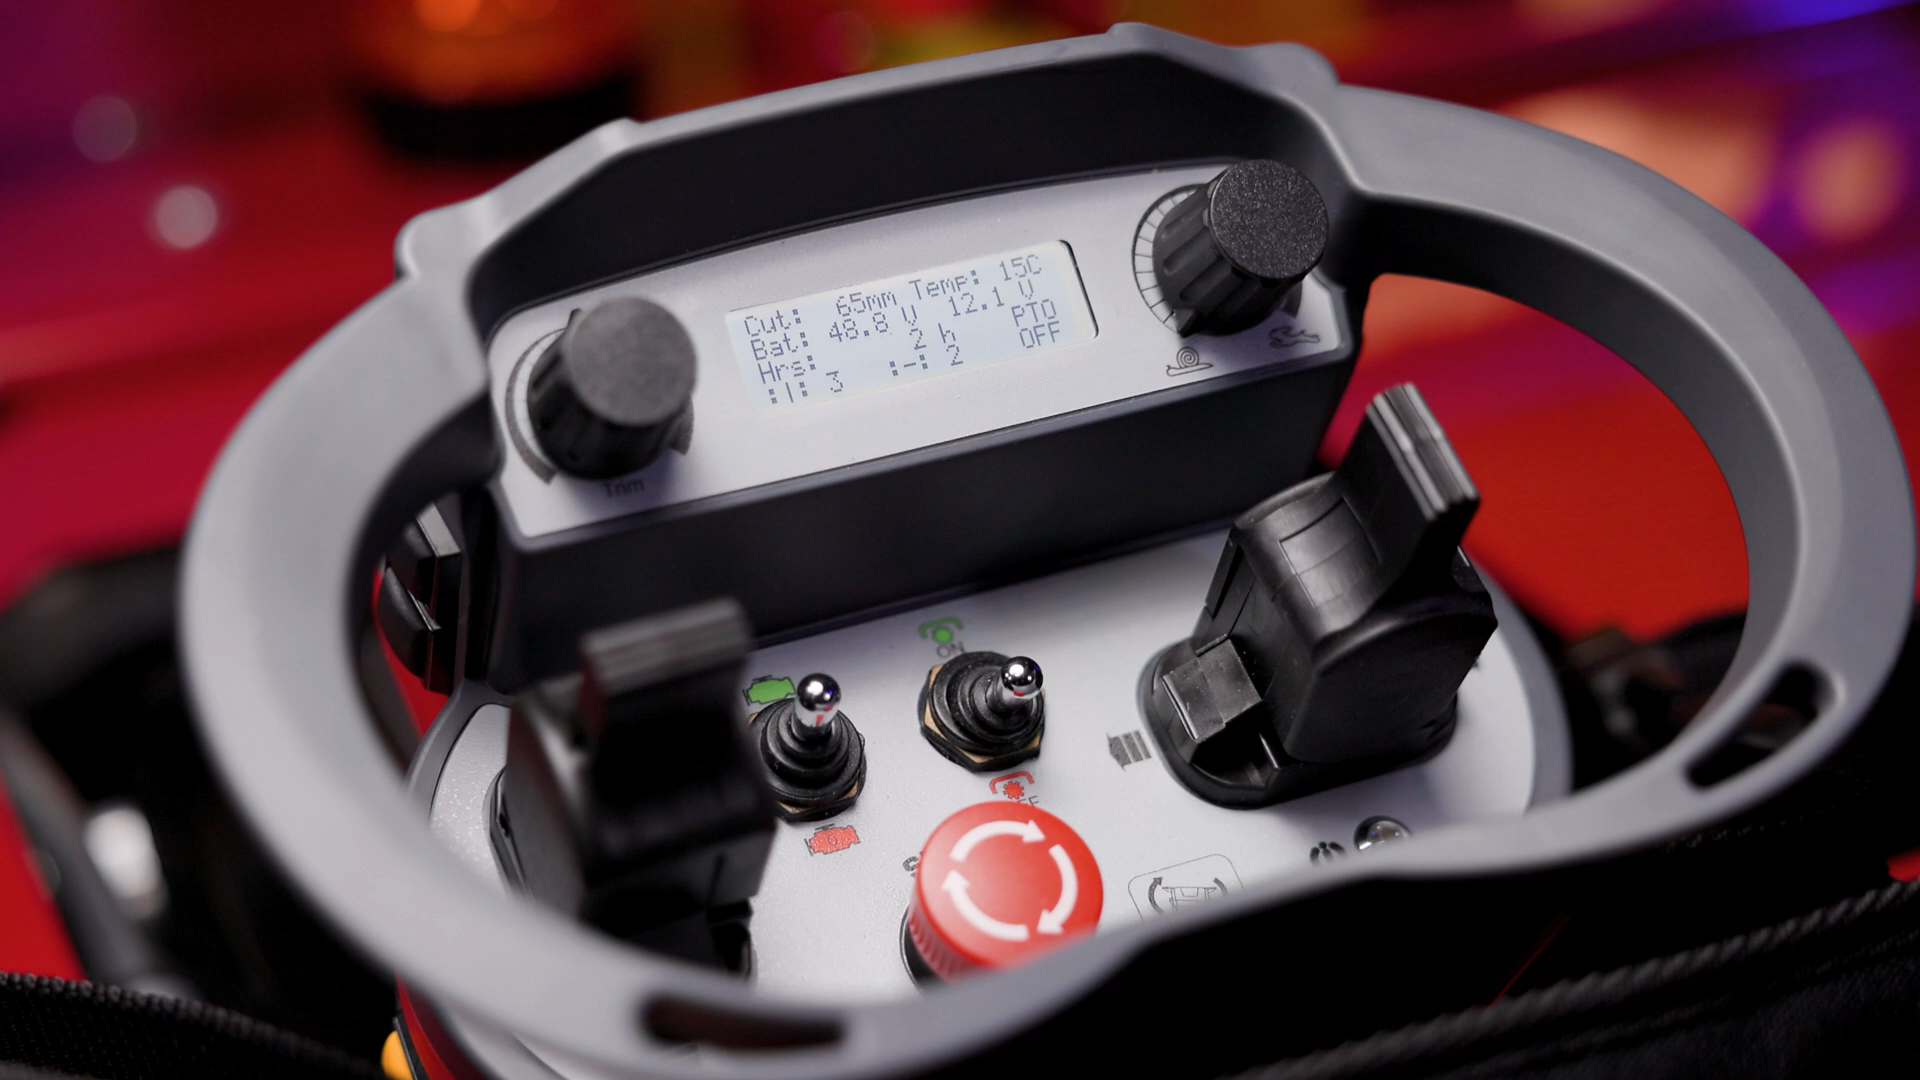 Cut: 65mm Temp: 15C
Bat: 48.8 V 12.1 V
Hrs: 2 h PTO
:|: 3 :-: 2 OFF
Trim
ON